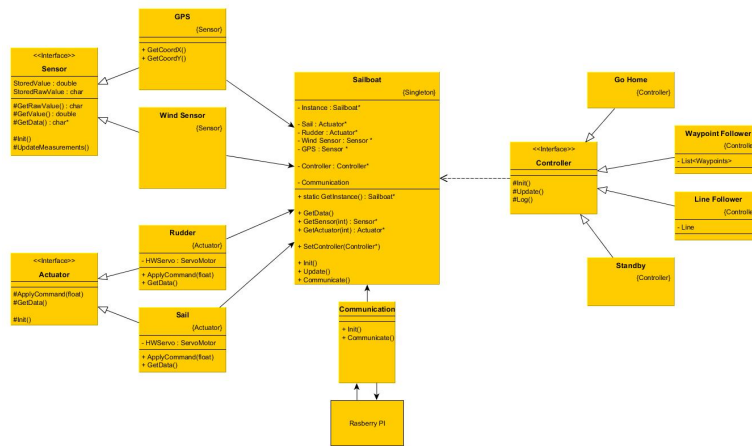 GPS
{Sensor}
+ GetCoordX()
+ GetCoordY()
<<Interface>>
Sensor
StoredValue : double
StoredRawValue : char
#GetRawValue() : char
#GetValue() : double
#GetData() : char*
#Init()
#UpdateMeasurements()
Wind Sensor
{Sensor}
Rudder
{Actuator}
- HWServo : ServoMotor
+ ApplyCommand(float)
+ GetData()
<<Interface>>
Actuator
#ApplyCommand(float)
#GetData()
#Init()
Sail
{Actuator}
- HWServo : ServoMotor
+ ApplyCommand(float)
+ GetData()
Sailboat
{Singleton}
- Instance : Sailboat*
- Sail : Actuator*
- Rudder : Actuator*
- Wind Sensor : Sensor *
- GPS : Sensor *
- Controller : Controller*
- Communication
+ static GetInstance() : Sailboat*
+ GetData()
+ GetSensor(int) : Sensor*
+ GetActuator(int) : Actuator*
+ SetController(Controller*)
+ Init()
+ Update()
+ Communicate()
Communication
+ Init()
+ Communicate()
Rasberry PI
<<Interface>>
Controller
#Init()
#Update()
#Log()
Go Home
{Controller}
Waypoint Follower
{Controlle
- List<Waypoints>
Line Follower
{Controlle
- Line
Standby
{Controller}